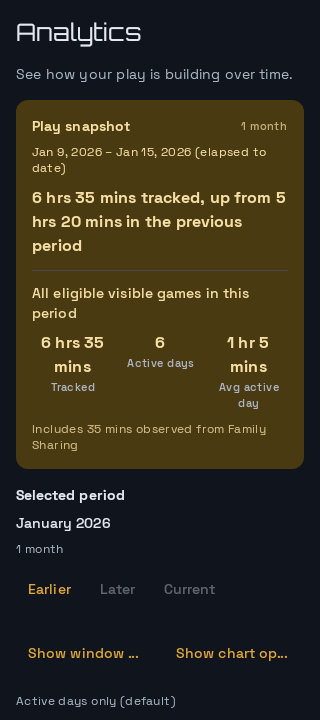 Analytics
See how your play is building over time.
Play snapshot
1 month
Jan 9, 2026 – Jan 15, 2026 (elapsed to
date)
6 hrs 35 mins tracked, up from 5
hrs 20 mins in the previous
period
All eligible visible games in this
period
6 hrs 35
mins
Tracked
6
Active days
1 hr 5
mins
Avg active
day
Includes 35 mins observed from Family
Sharing
Selected period
January 2026
1 month
Earlier
Later
Current
Show window ...
Show chart op...
Active days only (default)